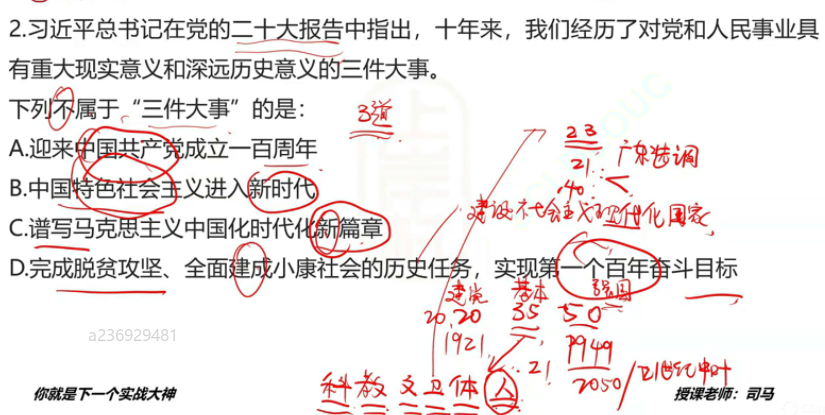 2.习近平总书记在党的二十大报告中指出，十年来，我们经历了对党和人民事业具
有重大现实意义和深远历史意义的三件大事。
下列不属于“三件大事”的是：
3道
A.迎来中国共产党成立一百周年
B.中国特色社会主义进入新时代
C.谱写马克思主义中国化时代化新篇章
D.完成脱贫攻坚、全面建成小康社会的历史任务，实现第一个百年奋斗目标
23
21 广东选调
40
建设社会主义现代化国家
建党 基本 强国
20.20 35 50
1921 21 1949
2050/21世纪中叶
a236929481
科教文卫体人
你就是下一个实战大神
授课老师：司马